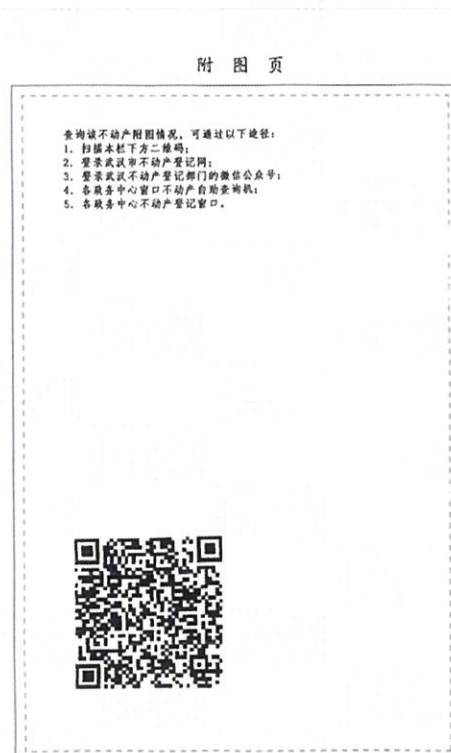 附 图 页
查询该不动产附图情况，可通过以下途径：
1、扫描本栏下方二维码；
2、登录武汉市不动产登记网；
3、登录武汉不动产登记部门的微信公众号；
4、各政务中心窗口不动产自助查询机；
5、各政务中心不动产登记窗口。